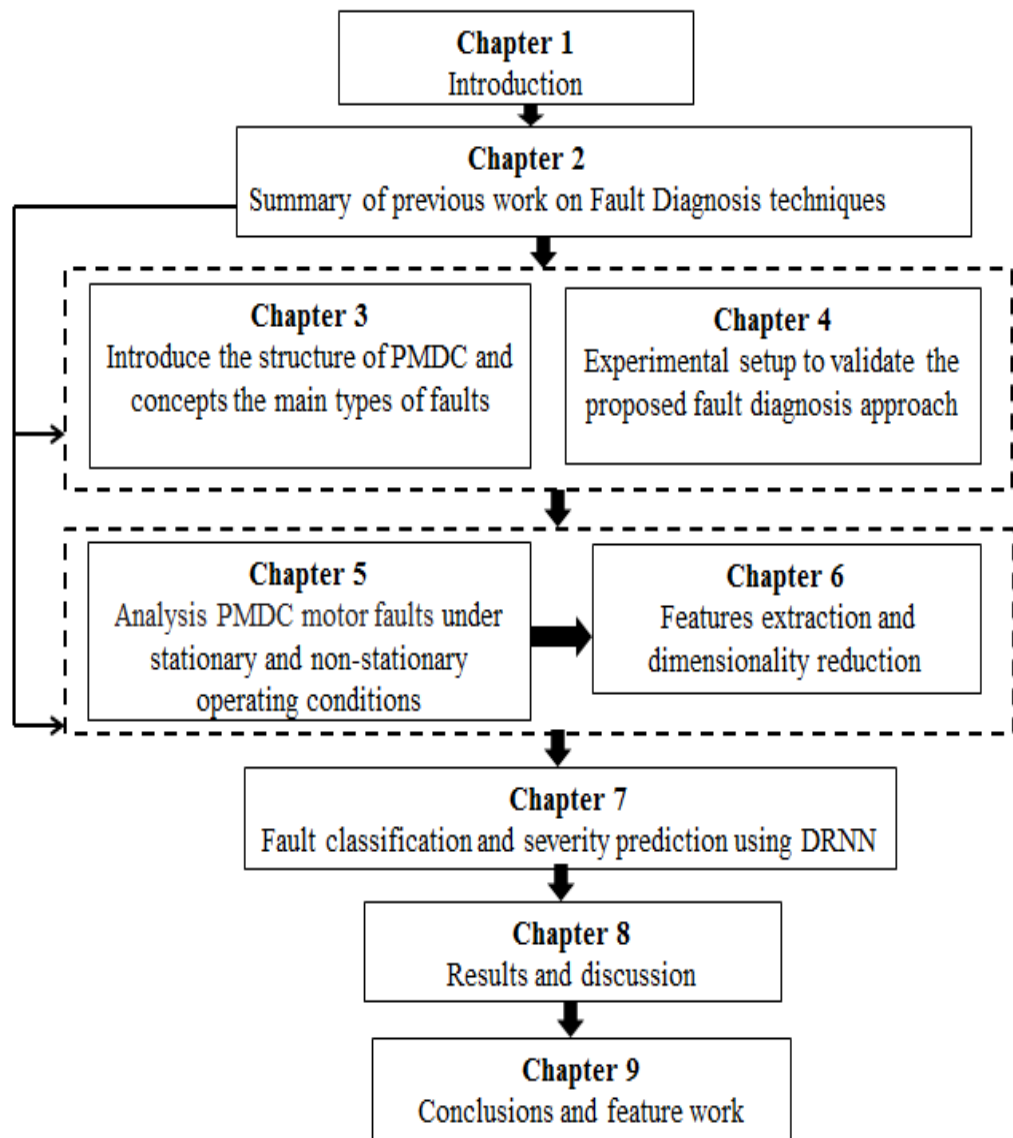 Chapter 1
Introduction
Chapter 2
Summary of previous work on Fault Diagnosis techniques
Chapter 3
Introduce the structure of PMDC and
concepts the main types of faults
Chapter 4
Experimental setup to validate the
proposed fault diagnosis approach
Chapter 5
Analysis PMDC motor faults under
stationary and non-stationary
operating conditions
Chapter 6
Features extraction and
dimensionality reduction
Chapter 7
Fault classification and severity prediction using DRNN
Chapter 8
Results and discussion
Chapter 9
Conclusions and feature work